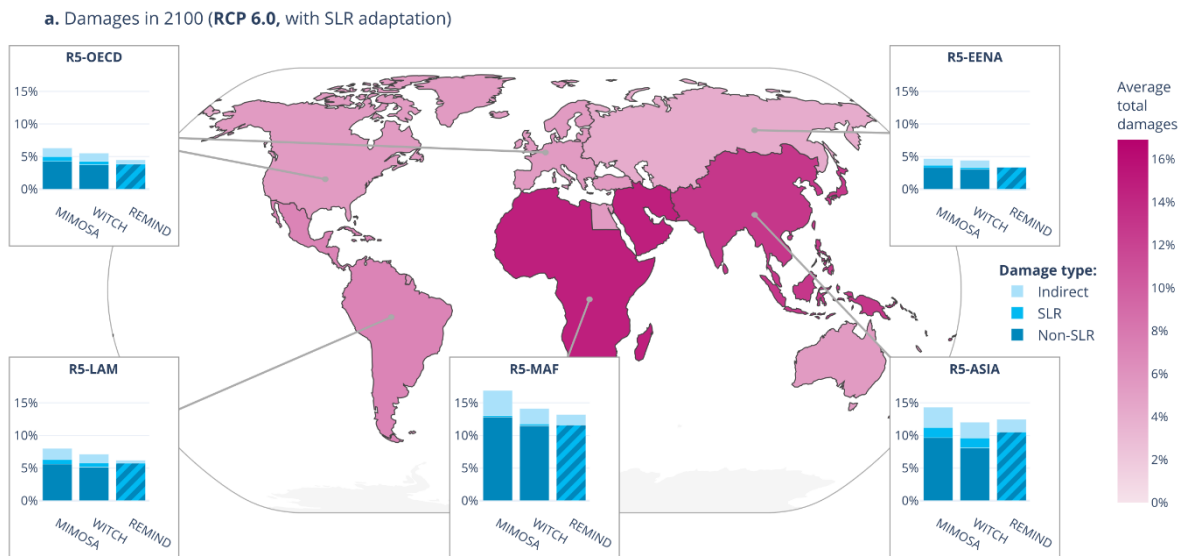 a. Damages in 2100 (RCP 6.0, with SLR adaptation)
R5-OECD
15%
10%
5%
0%
MIMOSA
WITCH
REMIND
R5-EENA
15%
10%
5%
0%
MIMOSA
WITCH
REMIND
Average
total
damages
16%
14%
12%
10%
8%
6%
4%
2%
0%
Damage type:
Indirect
SLR
Non-SLR
R5-LAM
15%
10%
5%
0%
MIMOSA
WITCH
REMIND
R5-MAF
15%
10%
5%
0%
MIMOSA
WITCH
REMIND
R5-ASIA
15%
10%
5%
0%
MIMOSA
WITCH
REMIND